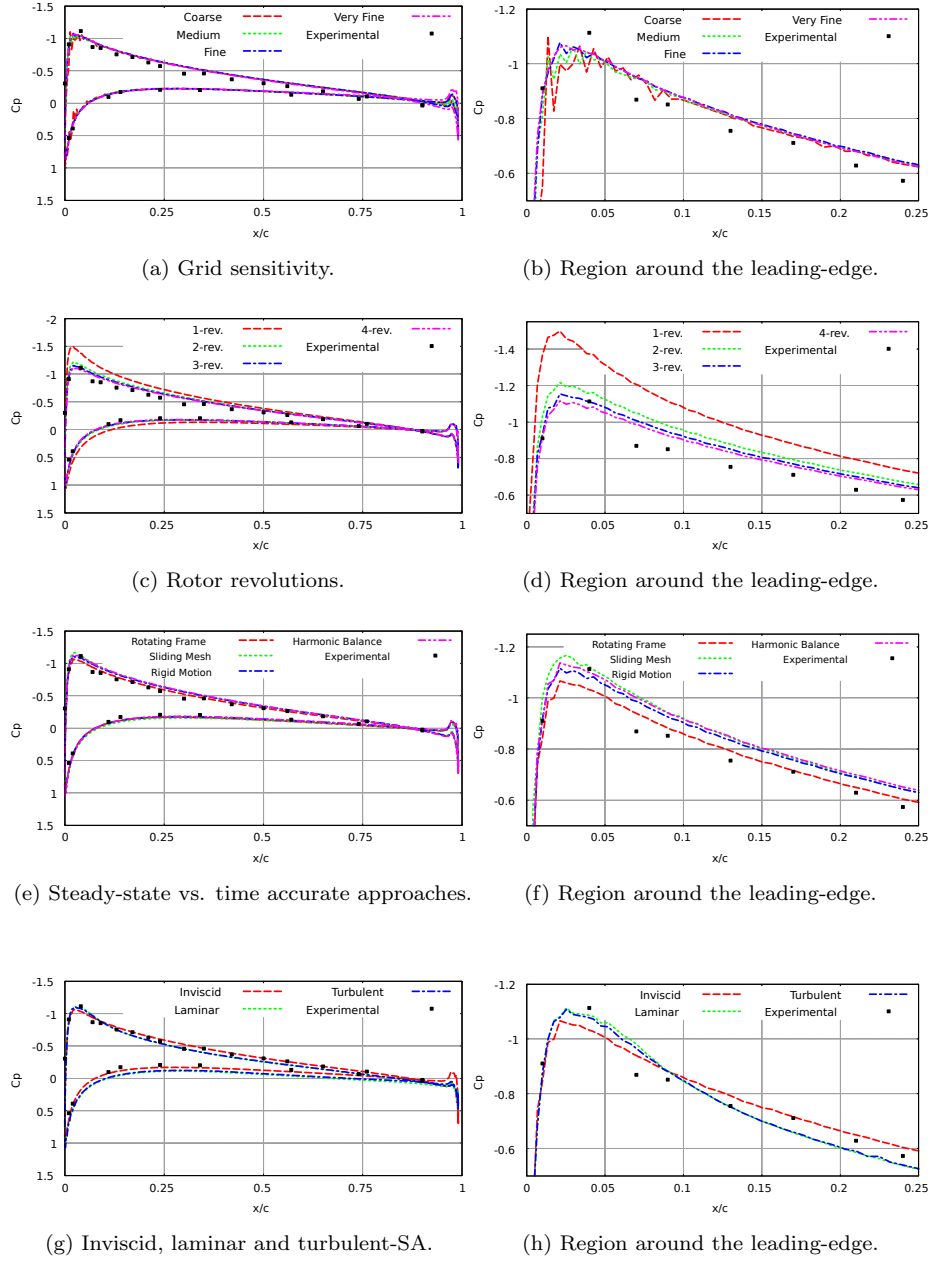 -1.5
-1
-0.5
0
0.5
1
1.5
Cp
Coarse
Medium
Fine
Very Fine
Experimental
0
0.25
0.5
0.75
1
x/c
(a) Grid sensitivity.
-1.2
-1
-0.8
-0.6
Cp
Coarse
Medium
Fine
Very Fine
Experimental
0
0.05
0.1
0.15
0.2
0.25
x/c
(b) Region around the leading-edge.
-2
-1.5
-1
-0.5
0
0.5
1
1.5
Cp
1-rev.
2-rev.
3-rev.
4-rev.
Experimental
0
0.25
0.5
0.75
1
x/c
(c) Rotor revolutions.
-1.4
-1.2
-1
-0.8
-0.6
Cp
1-rev.
2-rev.
3-rev.
4-rev.
Experimental
0
0.05
0.1
0.15
0.2
0.25
x/c
(d) Region around the leading-edge.
-1.5
-1
-0.5
0
0.5
1
1.5
Cp
Rotating Frame
Sliding Mesh
Rigid Motion
Harmonic Balance
Experimental
0
0.25
0.5
0.75
1
x/c
(e) Steady-state vs. time accurate approaches.
-1.2
-1
-0.8
-0.6
Cp
Rotating Frame
Sliding Mesh
Rigid Motion
Harmonic Balance
Experimental
0
0.05
0.1
0.15
0.2
0.25
x/c
(f) Region around the leading-edge.
-1.5
-1
-0.5
0
0.5
1
1.5
Cp
Inviscid
Laminar
Turbulent
Experimental
0
0.25
0.5
0.75
1
x/c
(g) Inviscid, laminar and turbulent-SA.
-1.2
-1
-0.8
-0.6
Cp
Inviscid
Laminar
Turbulent
Experimental
0
0.05
0.1
0.15
0.2
0.25
x/c
(h) Region around the leading-edge.